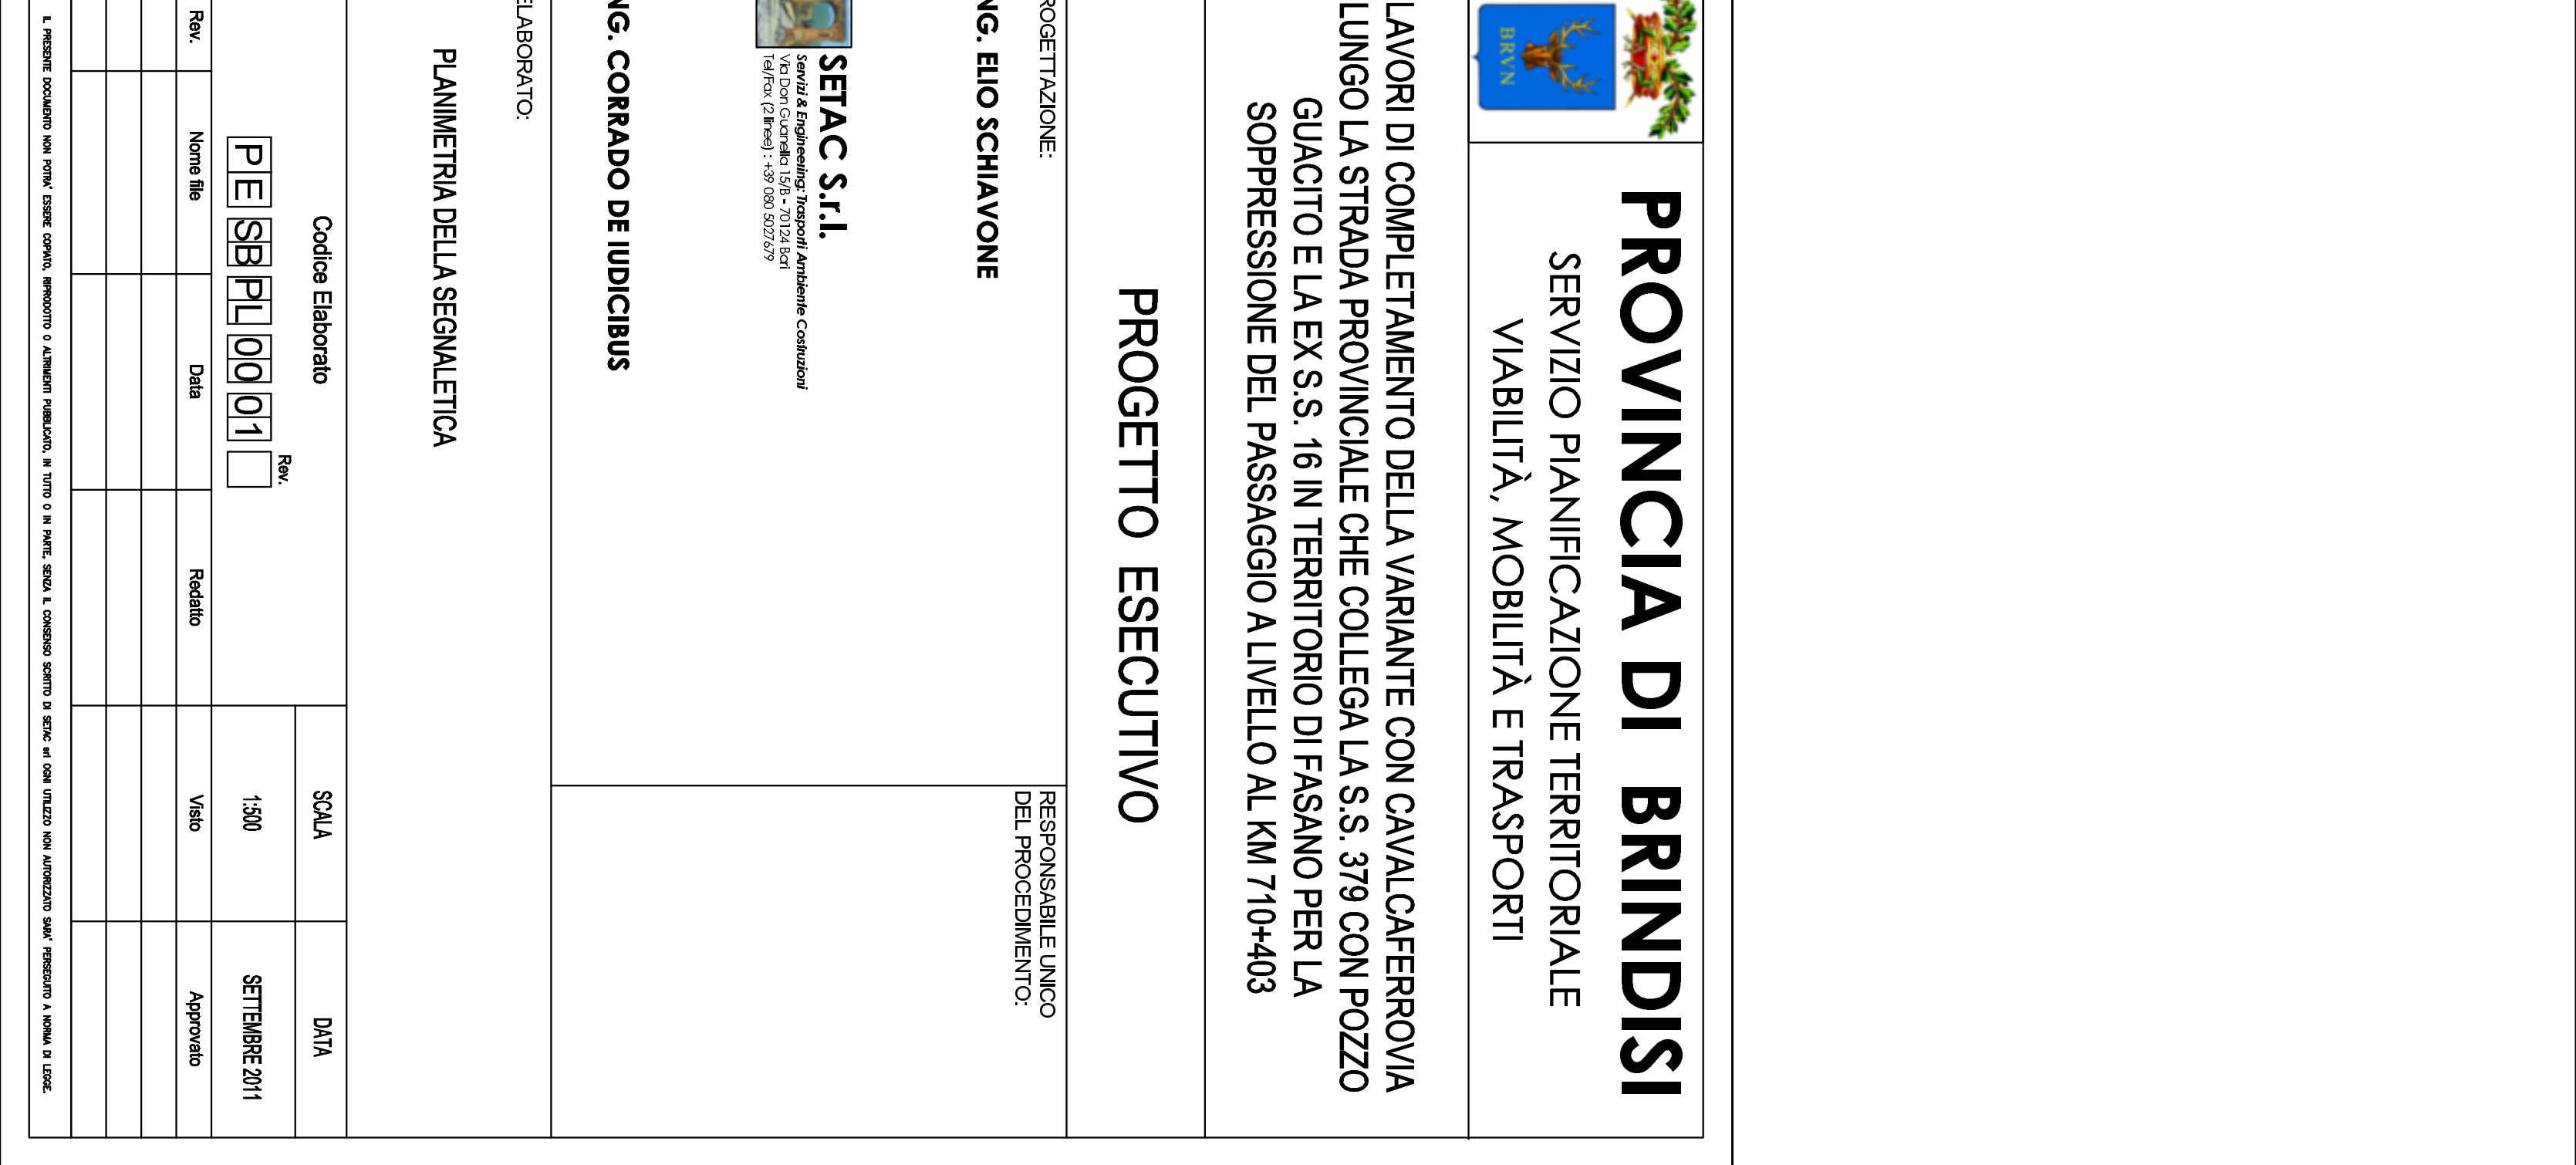 BRVN
PROVINCIA DI BRINDISI
SERVIZIO PIANIFICAZIONE TERRITORIALE
VIABILITÀ, MOBILITÀ E TRASPORTI
LAVORI DI COMPLETAMENTO DELLA VARIANTE CON CAVALCAFERROVIA
LUNGO LA STRADA PROVINCIALE CHE COLLEGA LA S.S. 379 CON POZZO
GUACITO E LA EX S.S. 16 IN TERRITORIO DI FASANO PER LA
SOPPRESSIONE DEL PASSAGGIO A LIVELLO AL KM 710+403
PROGETTO ESECUTIVO
ROGETTAZIONE:
NG. ELIO SCHIAVONE
SETAC S.r.l.
Servizi & Engineering: Trasporti Ambiente Costruzioni
Via Don Guanella 15/B - 70124 Bari
Tel/Fax (2 linee) : +39 080 5027679
NG. CORRADO DE IUDICIBUS
RESPONSABILE UNICO
DEL PROCEDIMENTO:
ELABORATO:
PLANIMETRIA DELLA SEGNALETICA
Codice Elaborato
SCALA
DATA
Rev.
PE SB PL 00 01
1:500
SETTEMBRE 2011
Rev.
Nome file
Data
Redatto
Visto
Approvato
IL PRESENTE DOCUMENTO NON POTRA' ESSERE COPIATO, RIPRODOTTO O ALTRIMENTI PUBBLICATO, IN TUTTO O IN PARTE, SENZA IL CONSENSO SCRITTO DI SETAC srl OGNI UTILIZZO NON AUTORIZZATO SARA' PERSEGUITO A NORMA DI LEGGE.